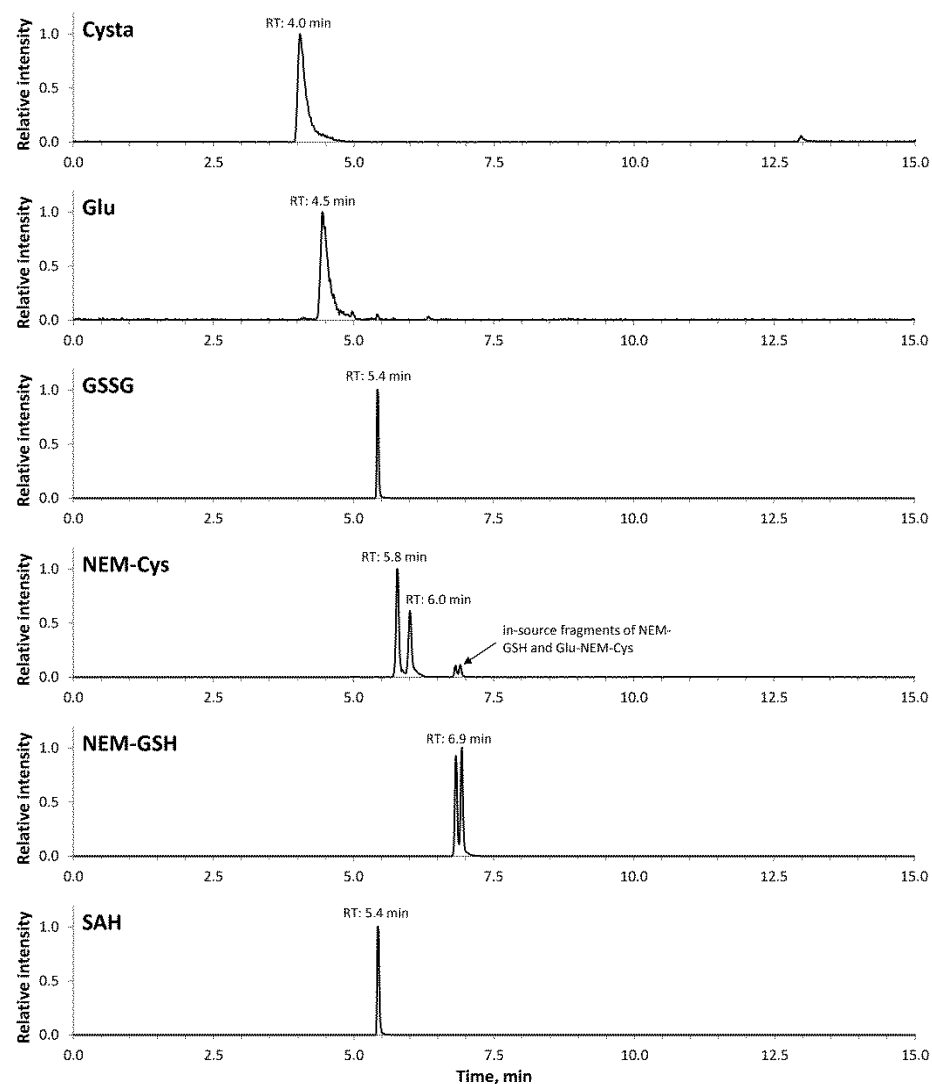 Cysta
RT: 4.0 min
Relative intensity
1.0
0.5
0.0
0.0 2.5 5.0 7.5 10.0 12.5 15.0
Glu
RT: 4.5 min
Relative intensity
1.0
0.5
0.0
0.0 2.5 5.0 7.5 10.0 12.5 15.0
GSSG
RT: 5.4 min
Relative intensity
1.0
0.5
0.0
0.0 2.5 5.0 7.5 10.0 12.5 15.0
NEM-Cys
RT: 5.8 min
RT: 6.0 min
in-source fragments of NEM-
GSH and Glu-NEM-Cys
Relative intensity
1.0
0.5
0.0
0.0 2.5 5.0 7.5 10.0 12.5 15.0
NEM-GSH
RT: 6.9 min
Relative intensity
1.0
0.5
0.0
0.0 2.5 5.0 7.5 10.0 12.5 15.0
SAH
RT: 5.4 min
Relative intensity
1.0
0.5
0.0
0.0 2.5 5.0 7.5 10.0 12.5 15.0
Time, min